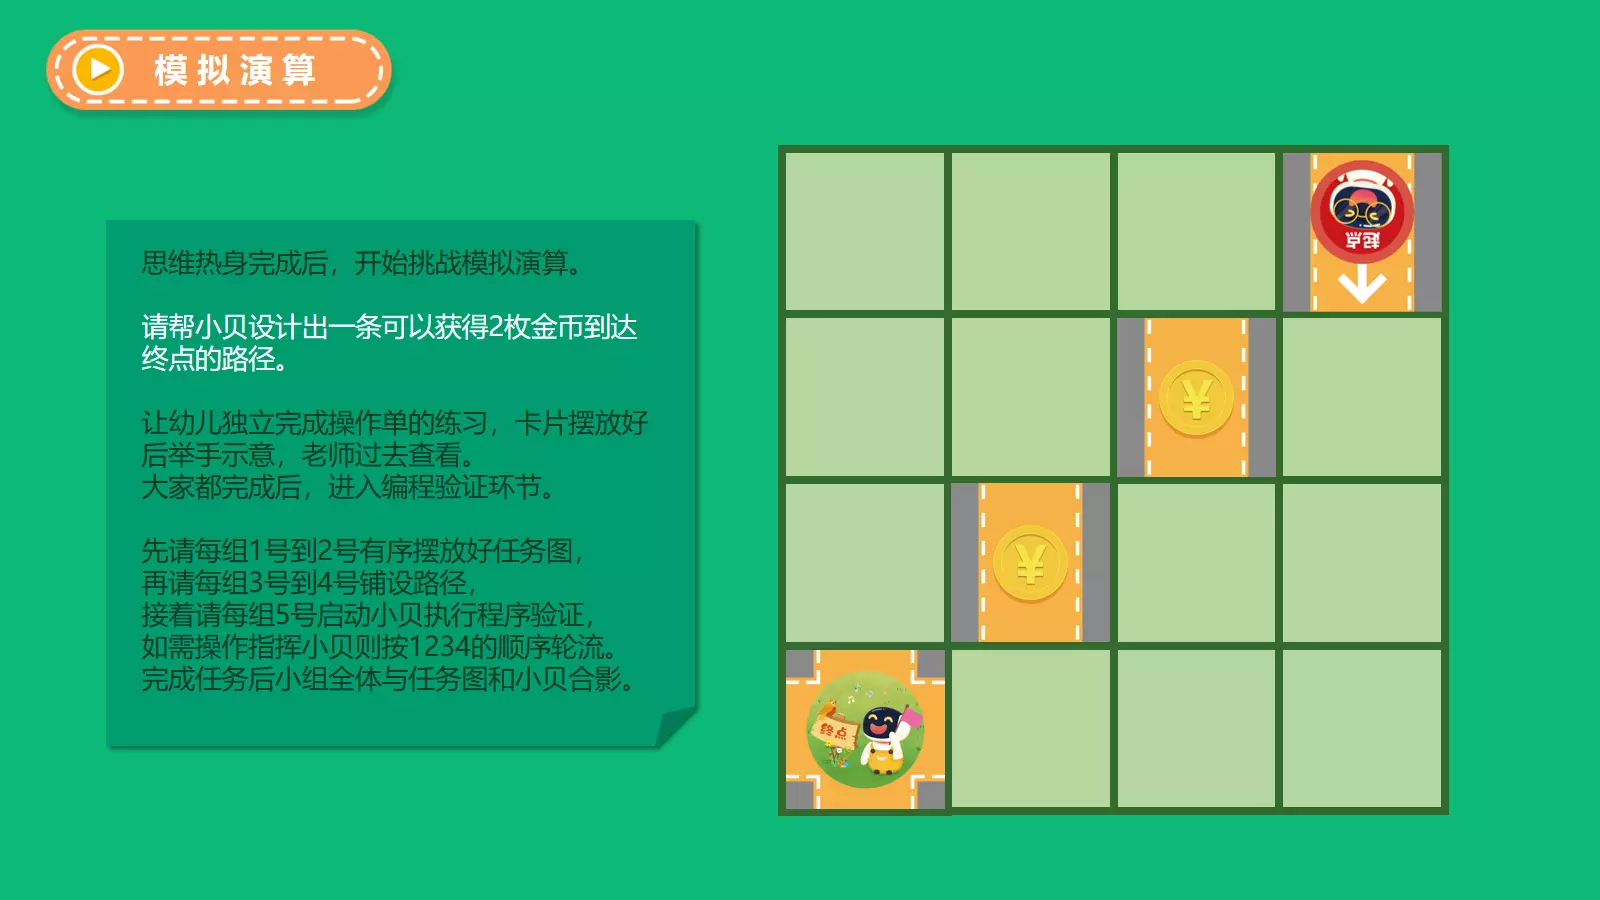 模拟演算
思维热身完成后，开始挑战模拟演算。
请帮小贝设计出一条可以获得2枚金币到达
终点的路径。
让幼儿独立完成操作单的练习，卡片摆放好
后举手示意，老师过去查看。
大家都完成后，进入编程验证环节。
先请每组1号到2号有序摆放好任务图，
再请每组3号到4号铺设路径，
接着请每组5号启动小贝执行程序验证，
如需操作指挥小贝则按1234的顺序轮流。
完成任务后小组全体与任务图和小贝合影。
起点
¥
¥
终点